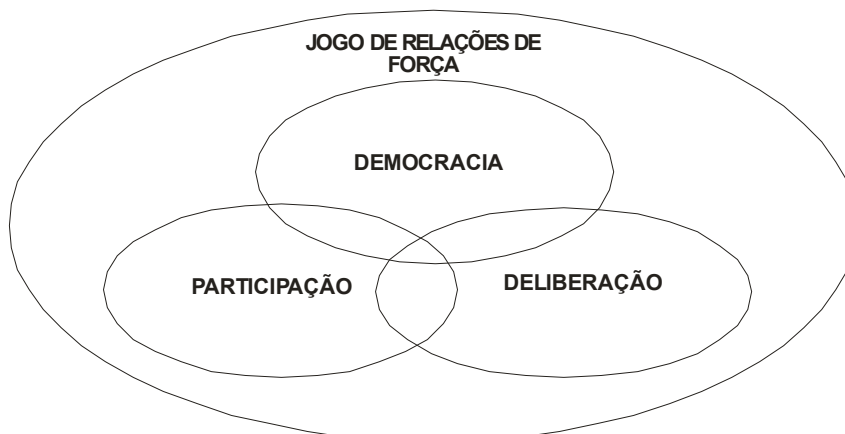 JOGO DE RELAÇÕES DE
FORÇA
DEMOCRACIA
PARTICIPAÇÃO
DELIBERAÇÃO